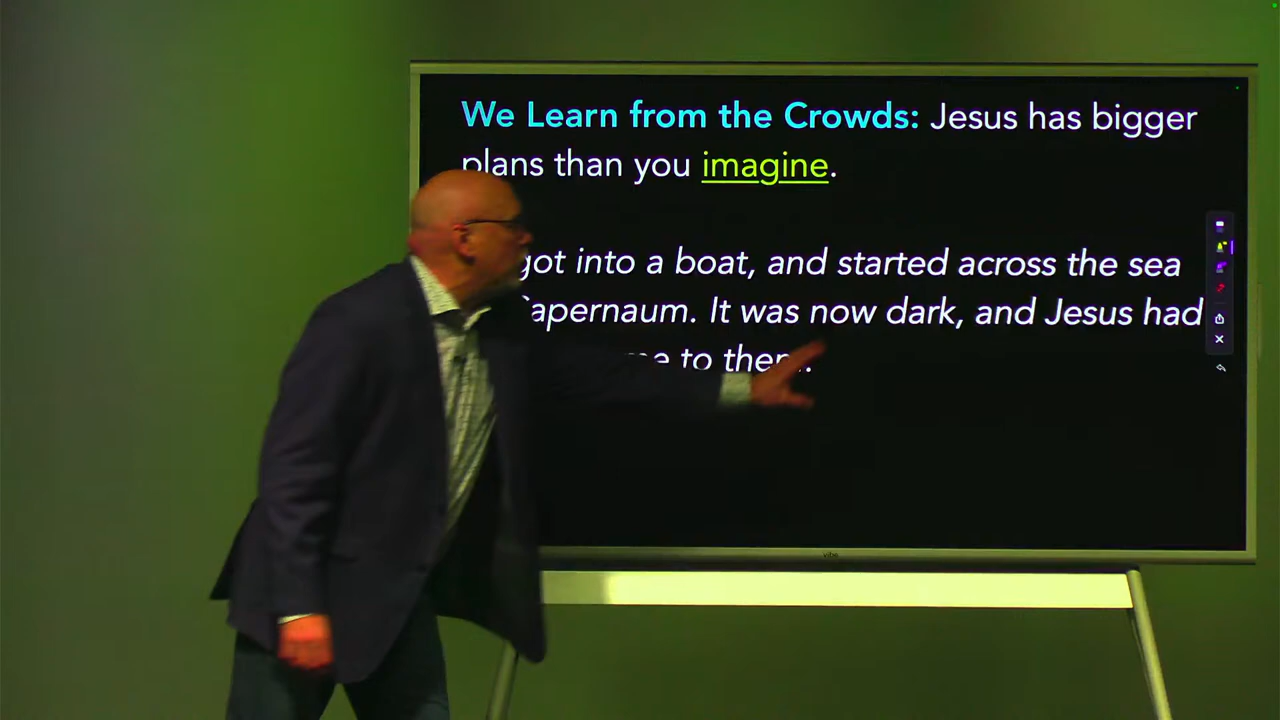 We Learn from the Crowds: Jesus has bigger
plans than you imagine.
got into a boat, and started across the sea
apernaum. It was now dark, and Jesus had
to them.
vibe